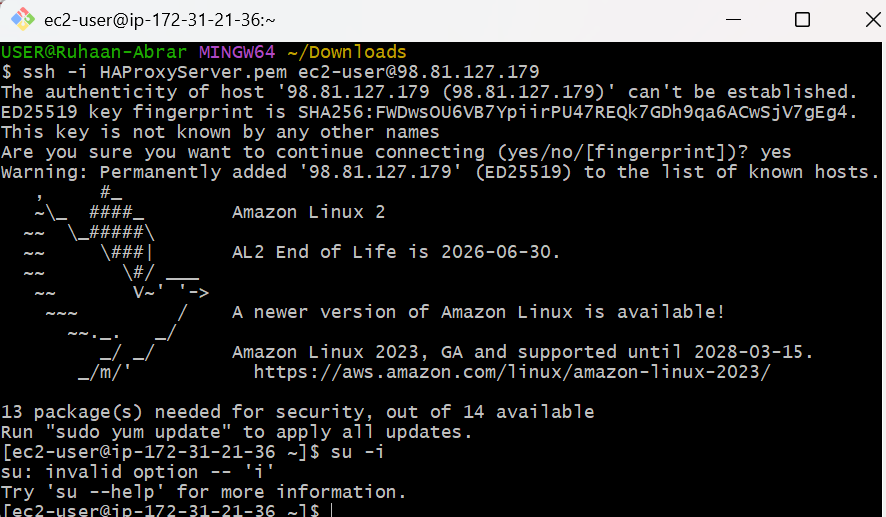 ec2-user@ip-172-31-21-36:~
USER@Ruhaan-Abrar MINGW64 ~/Downloads
$ ssh -i HAProxyServer.pem ec2-user@98.81.127.179
The authenticity of host '98.81.127.179 (98.81.127.179)' can't be established.
ED25519 key fingerprint is SHA256:FWDwsOU6VB7YpiirPU47REQk7GDh9qa6ACwSjV7gEg4.
This key is not known by any other names
Are you sure you want to continue connecting (yes/no/[fingerprint])? yes
Warning: Permanently added '98.81.127.179' (ED25519) to the list of known hosts.
   ,     #_
   ~\_  ####_        Amazon Linux 2
  ~~  \_#####\
  ~~     \###|       AL2 End of Life is 2026-06-30.
  ~~       \#/ ___
   ~~       V~' '->
    ~~~         /    A newer version of Amazon Linux is available!
      ~~._.   _/
         _/ _/       Amazon Linux 2023, GA and supported until 2028-03-15.
       _/m/'           https://aws.amazon.com/linux/amazon-linux-2023/
13 package(s) needed for security, out of 14 available
Run "sudo yum update" to apply all updates.
[ec2-user@ip-172-31-21-36 ~]$ su -i
su: invalid option -- 'i'
Try 'su --help' for more information.
[ec2-user@ip-172-31-21-36 ~]$